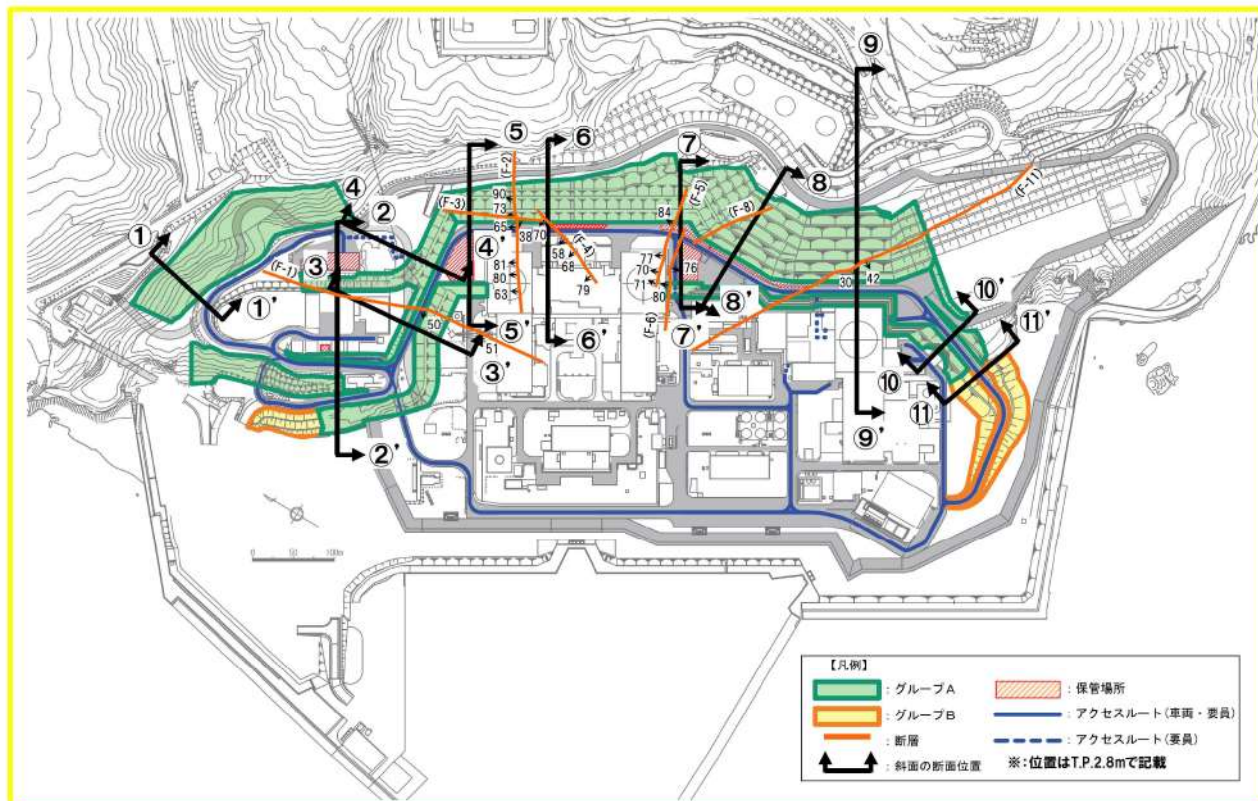 ⑨
⑤
⑥
⑦
④
②
①
⑧
(F-2)
(F-5)
(F-11)
(F-3)
(F-8)
(F-4)
(F-1)
(F-6)
90
73
65
38
70
58
68
79
81
80
63
84
77
70
71
80
76
30
42
50
51
③
④'
①'
⑤'
⑥'
③'
⑦'
⑧'
⑩'
⑪'
⑩
⑪
⑨'
②'
0 50 100m
【凡例】
:グループA
:グループB
:断層
:斜面の断面位置
:保管場所
:アクセスルート(車両・要員)
:アクセスルート(要員)
※:位置はT.P.2.8mで記載